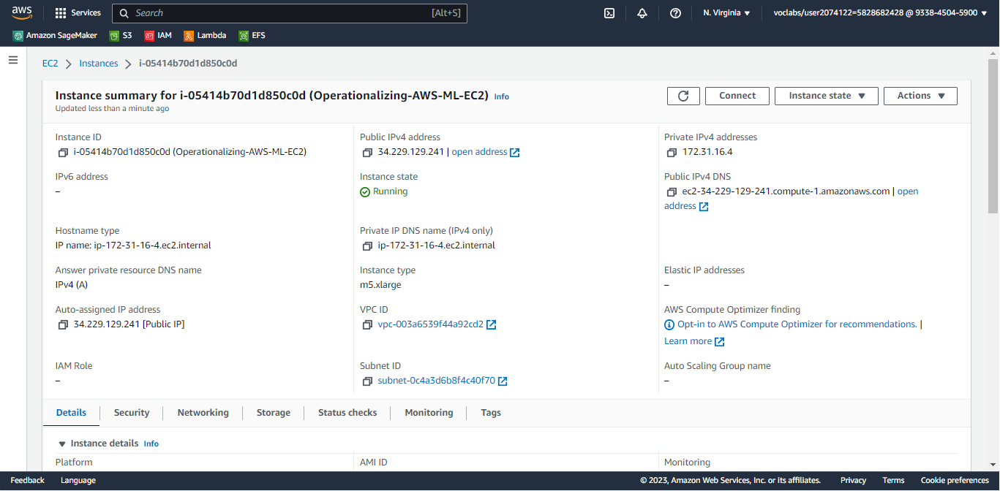 aws Services Search [Alt+S] N. Virginia voclabs/user2074122=5828682428 @ 9338-4504-5900
Amazon SageMaker S3 IAM Lambda EFS
EC2 Instances i-05414b70d1d850c0d
Instance summary for i-05414b70d1d850c0d (Operationalizing-AWS-ML-EC2) Info
Updated less than a minute ago
Connect Instance state Actions
Instance ID
i-05414b70d1d850c0d (Operationalizing-AWS-ML-EC2)
Public IPv4 address
34.229.129.241 | open address
Private IPv4 addresses
172.31.16.4
IPv6 address
–
Instance state
Running
Public IPv4 DNS
ec2-34-229-129-241.compute-1.amazonaws.com | open
address
Hostname type
IP name: ip-172-31-16-4.ec2.internal
Private IP DNS name (IPv4 only)
ip-172-31-16-4.ec2.internal
Answer private resource DNS name
IPv4 (A)
Instance type
m5.xlarge
Elastic IP addresses
–
Auto-assigned IP address
34.229.129.241 [Public IP]
VPC ID
vpc-003a6539f44a92cd2
AWS Compute Optimizer finding
Opt-in to AWS Compute Optimizer for recommendations. |
Learn more
IAM Role
–
Subnet ID
subnet-0c4a3d6b8f4c40f70
Auto Scaling Group name
–
Details Security Networking Storage Status checks Monitoring Tags
Instance details Info
Platform AMI ID Monitoring
Feedback Language © 2023, Amazon Web Services, Inc. or its affiliates. Privacy Terms Cookie preferences